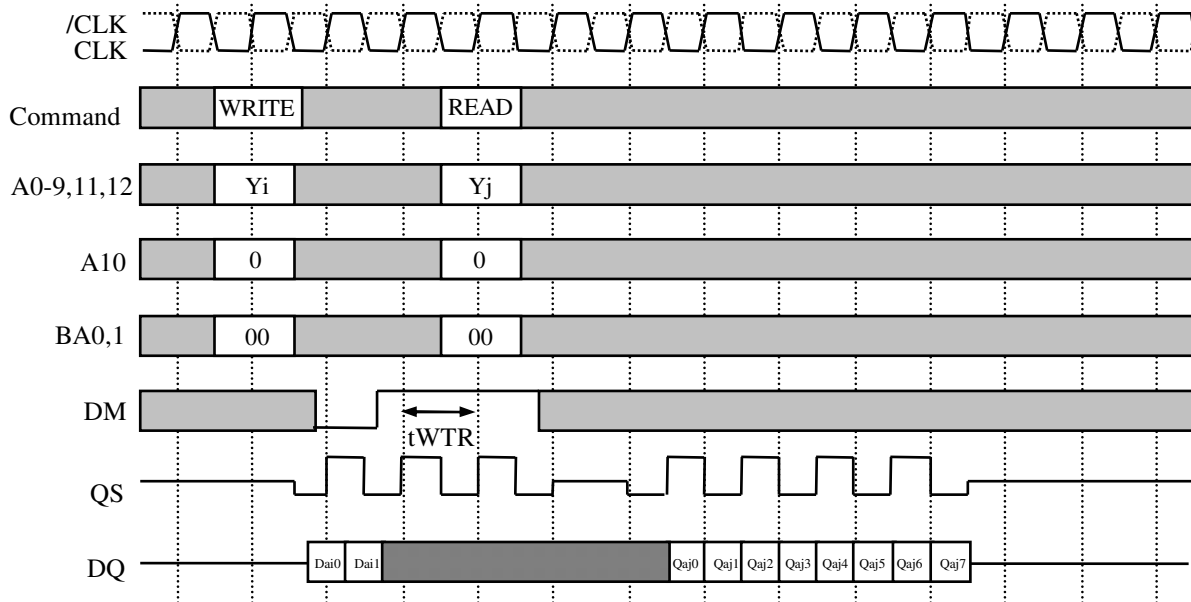 /CLK
CLK
Command WRITE READ
A0-9,11,12 Yi Yj
A10 0 0
BA0,1 00 00
DM
tWTR
QS
DQ Dai0 Dai1 Qaj0 Qaj1 Qaj2 Qaj3 Qaj4 Qaj5 Qaj6 Qaj7